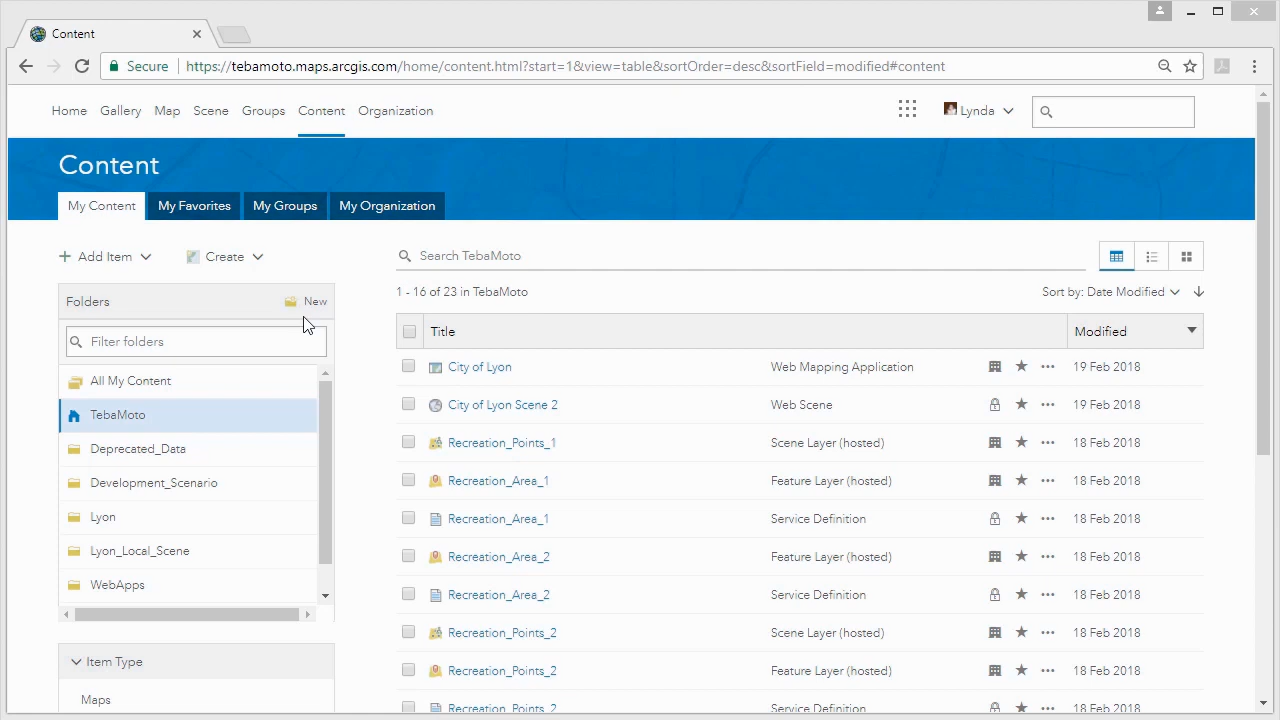 Content
Secure https://tebamoto.maps.arcgis.com/home/content.html?start=1&view=table&sortOrder=desc&sortField=modified#content
Home Gallery Map Scene Groups Content Organization Lynda
Content
My Content My Favorites My Groups My Organization
Add Item Create Search TebaMoto
1 - 16 of 23 in TebaMoto Sort by: Date Modified
Folders New
Title Modified
Filter folders
All My Content
TebaMoto
Deprecated_Data
Development_Scenario
Lyon
Lyon_Local_Scene
WebApps
Item Type
Maps
City of Lyon Web Mapping Application 19 Feb 2018
City of Lyon Scene 2 Web Scene 19 Feb 2018
Recreation_Points_1 Scene Layer (hosted) 18 Feb 2018
Recreation_Area_1 Feature Layer (hosted) 18 Feb 2018
Recreation_Area_1 Service Definition 18 Feb 2018
Recreation_Area_2 Feature Layer (hosted) 18 Feb 2018
Recreation_Area_2 Service Definition 18 Feb 2018
Recreation_Points_2 Scene Layer (hosted) 18 Feb 2018
Recreation_Points_2 Feature Layer (hosted) 18 Feb 2018
Recreation_Points_2 Service Definition 18 Feb 2018